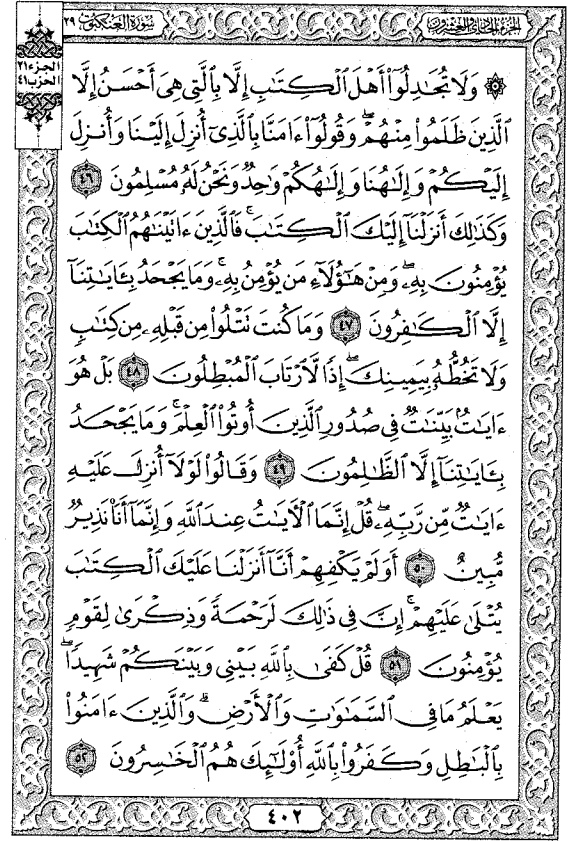 الجزء الحادي والعشرون
سورة العنكبوت ٢٩
الجزء ٢١
الحزب ٤١
۞ وَلَا تُجَٰدِلُوٓا۟ أَهْلَ ٱلْكِتَٰبِ إِلَّا بِٱلَّتِى هِىَ أَحْسَنُ إِلَّا
ٱلَّذِينَ ظَلَمُوا۟ مِنْهُمْ ۖ وَقُولُوٓا۟ ءَامَنَّا بِٱلَّذِىٓ أُنزِلَ إِلَيْنَا وَأُنزِلَ
إِلَيْكُمْ وَإِلَٰهُنَا وَإِلَٰهُكُمْ وَٰحِدٌ وَنَحْنُ لَهُۥ مُسْلِمُونَ ٤٦
وَكَذَٰلِكَ أَنزَلْنَآ إِلَيْكَ ٱلْكِتَٰبَ ۚ فَٱلَّذِينَ ءَاتَيْنَٰهُمُ ٱلْكِتَٰبَ
يُؤْمِنُونَ بِهِۦ ۖ وَمِنْ هَٰٓؤُلَآءِ مَن يُؤْمِنُ بِهِۦ ۚ وَمَا يَجْحَدُ بِـَٔايَٰتِنَآ
إِلَّا ٱلْكَٰفِرُونَ ٤٧ وَمَا كُنتَ تَتْلُوا۟ مِن قَبْلِهِۦ مِن كِتَٰبٍ
وَلَا تَخُطُّهُۥ بِيَمِينِكَ ۖ إِذًا لَّٱرْتَابَ ٱلْمُبْطِلُونَ ٤٨ بَلْ هُوَ
ءَايَٰتٌۢ بَيِّنَٰتٌ فِى صُدُورِ ٱلَّذِينَ أُوتُوا۟ ٱلْعِلْمَ ۚ وَمَا يَجْحَدُ
بِـَٔايَٰتِنَآ إِلَّا ٱلظَّٰلِمُونَ ٤٩ وَقَالُوا۟ لَوْلَآ أُنزِلَ عَلَيْهِ
ءَايَٰتٌ مِّن رَّبِّهِۦ ۖ قُلْ إِنَّمَا ٱلْءَايَٰتُ عِندَ ٱللَّهِ وَإِنَّمَآ أَنَا۠ نَذِيرٌ
مُّبِينٌ ٥٠ أَوَلَمْ يَكْفِهِمْ أَنَّآ أَنزَلْنَا عَلَيْكَ ٱلْكِتَٰبَ
يُتْلَىٰ عَلَيْهِمْ ۚ إِنَّ فِى ذَٰلِكَ لَرَحْمَةً وَذِكْرَىٰ لِقَوْمٍ
يُؤْمِنُونَ ٥١ قُلْ كَفَىٰ بِٱللَّهِ بَيْنِى وَبَيْنَكُمْ شَهِيدًا ۖ
يَعْلَمُ مَا فِى ٱلسَّمَٰوَٰتِ وَٱلْأَرْضِ ۗ وَٱلَّذِينَ ءَامَنُوا۟
بِٱلْبَٰطِلِ وَكَفَرُوا۟ بِٱللَّهِ أُو۟لَٰٓئِكَ هُمُ ٱلْخَٰسِرُونَ ٥٢
٤٠٢